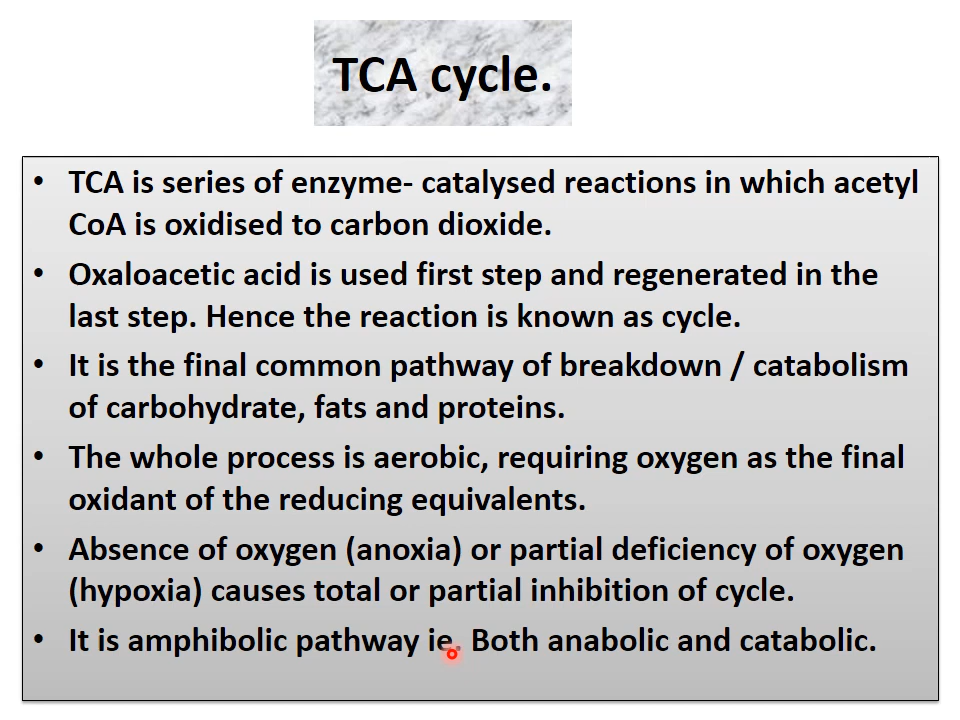 TCA cycle.
• TCA is series of enzyme- catalysed reactions in which acetyl
CoA is oxidised to carbon dioxide.
• Oxaloacetic acid is used first step and regenerated in the
last step. Hence the reaction is known as cycle.
• It is the final common pathway of breakdown / catabolism
of carbohydrate, fats and proteins.
• The whole process is aerobic, requiring oxygen as the final
oxidant of the reducing equivalents.
• Absence of oxygen (anoxia) or partial deficiency of oxygen
(hypoxia) causes total or partial inhibition of cycle.
• It is amphibolic pathway ie. Both anabolic and catabolic.